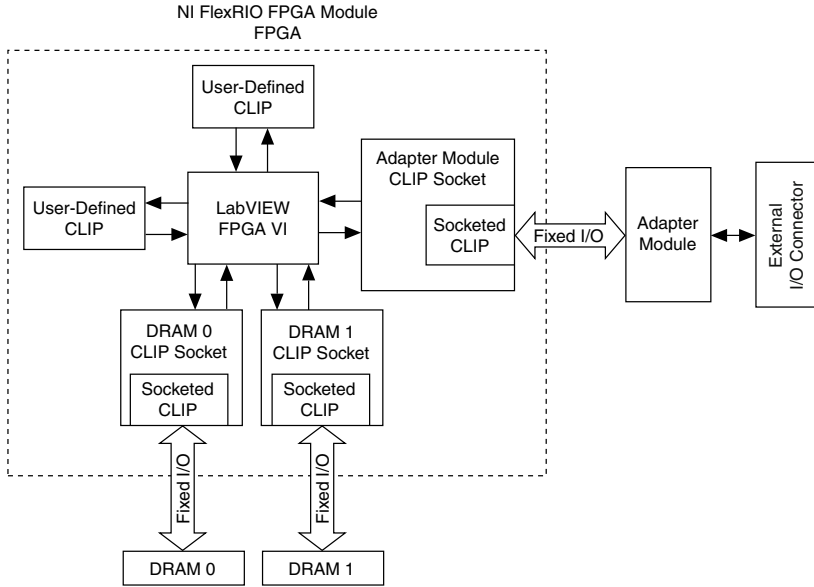 NI FlexRIO FPGA Module
FPGA
User-Defined
CLIP
Adapter Module
CLIP Socket
User-Defined
CLIP
LabVIEW
FPGA VI
Socketed
CLIP
Fixed I/O
Adapter
Module
External
I/O Connector
DRAM 0
CLIP Socket
DRAM 1
CLIP Socket
Socketed
CLIP
Socketed
CLIP
Fixed I/O
Fixed I/O
DRAM 0
DRAM 1